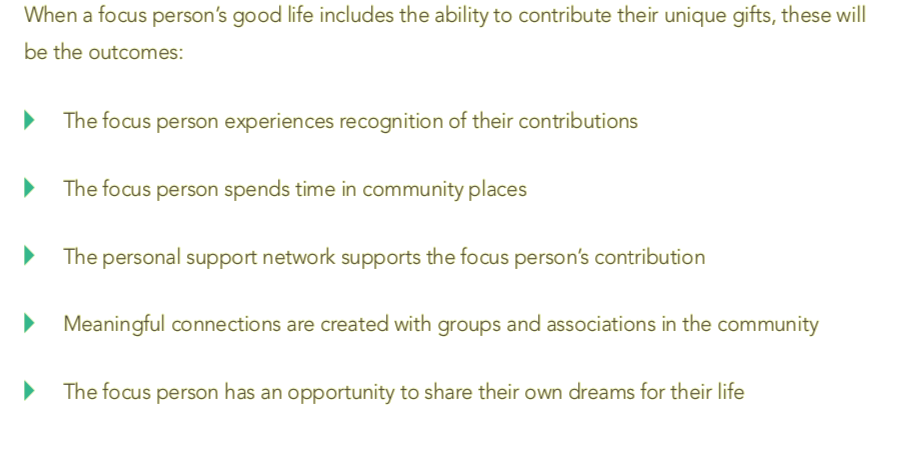 When a focus person's good life includes the ability to contribute their unique gifts, these will
be the outcomes:
The focus person experiences recognition of their contributions
The focus person spends time in community places
The personal support network supports the focus person's contribution
Meaningful connections are created with groups and associations in the community
The focus person has an opportunity to share their own dreams for their life